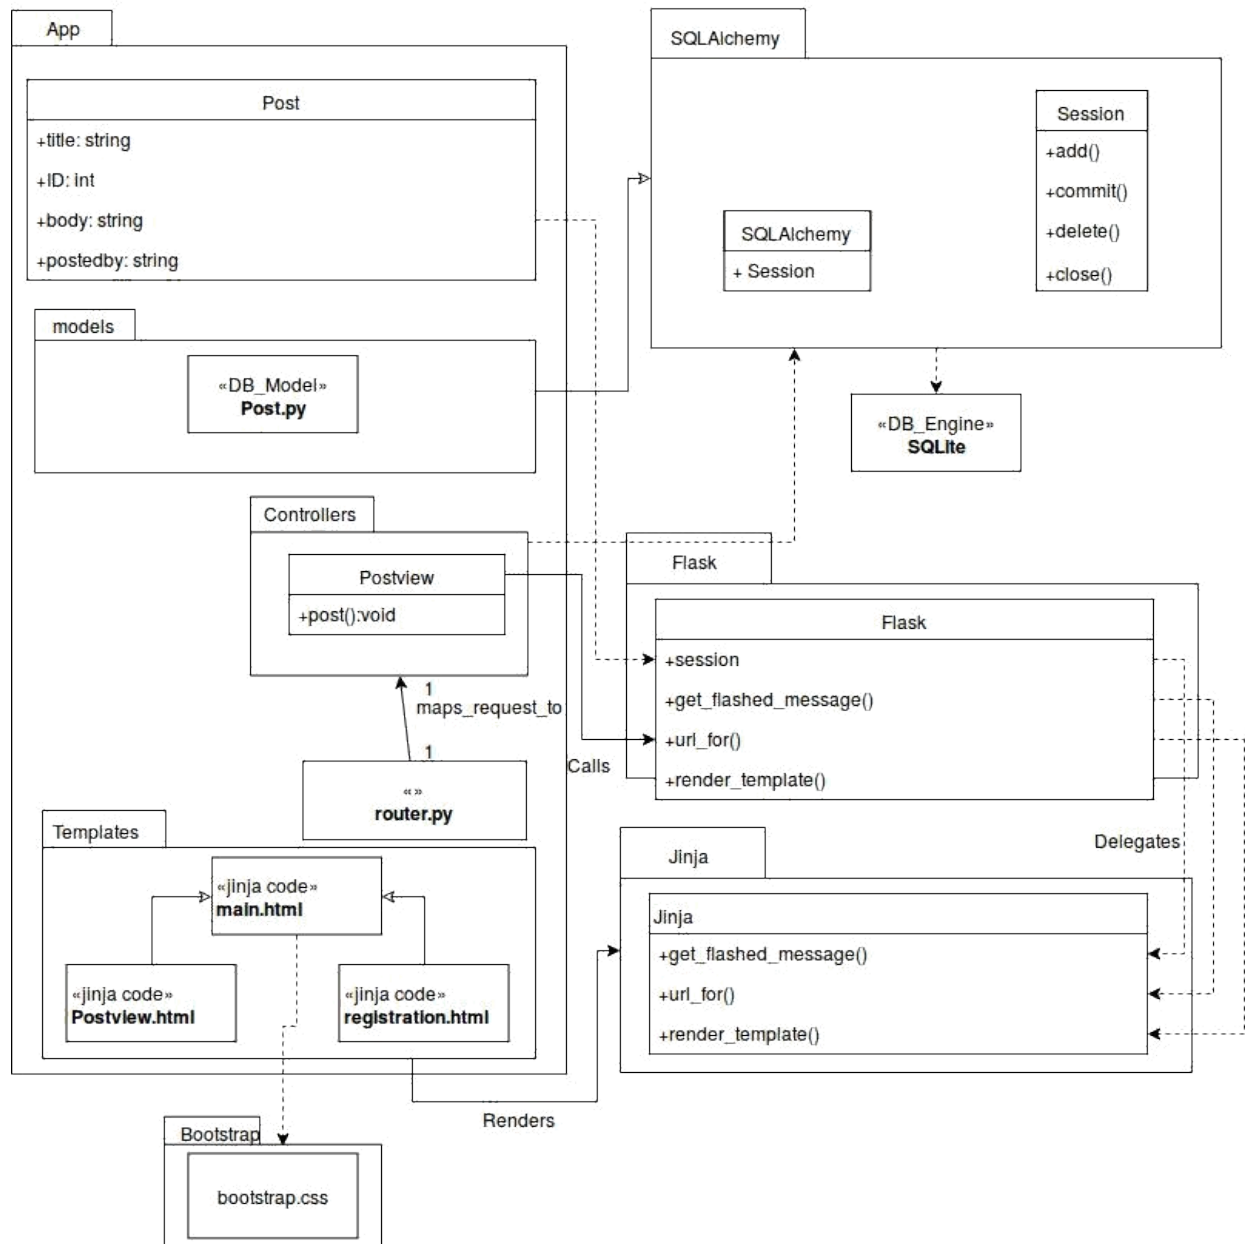 App
Post
+title: string
+ID: int
+body: string
+postedby: string
models
«DB_Model»
Post.py
Controllers
Postview
+post():void
1
maps_request_to
1
«»
router.py
Templates
«jinja code»
main.html
«jinja code»
Postview.html
«jinja code»
registration.html
Renders
Bootstrap
bootstrap.css
SQLAlchemy
Session
+add()
+commit()
+delete()
+close()
SQLAlchemy
+ Session
«DB_Engine»
SQLite
Flask
Flask
+session
+get_flashed_message()
+url_for()
+render_template()
Calls
Delegates
Jinja
Jinja
+get_flashed_message()
+url_for()
+render_template()